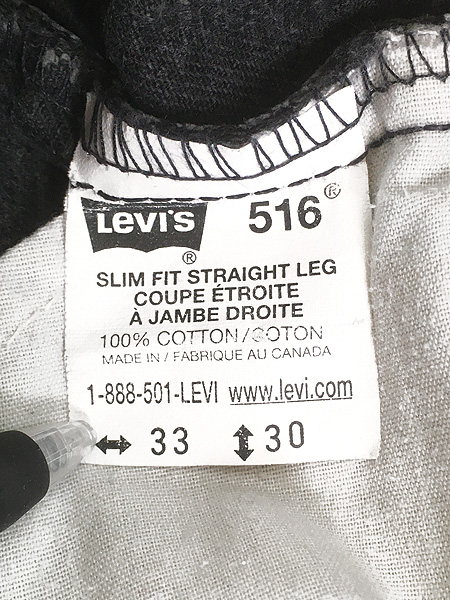 LEVI'S ® 516®
SLIM FIT STRAIGHT LEG
COUPE ÉTROITE
À JAMBE DROITE
100% COTTON/COTON
MADE IN / FABRIQUE AU CANADA
1-888-501-LEVI www.levi.com
33 30